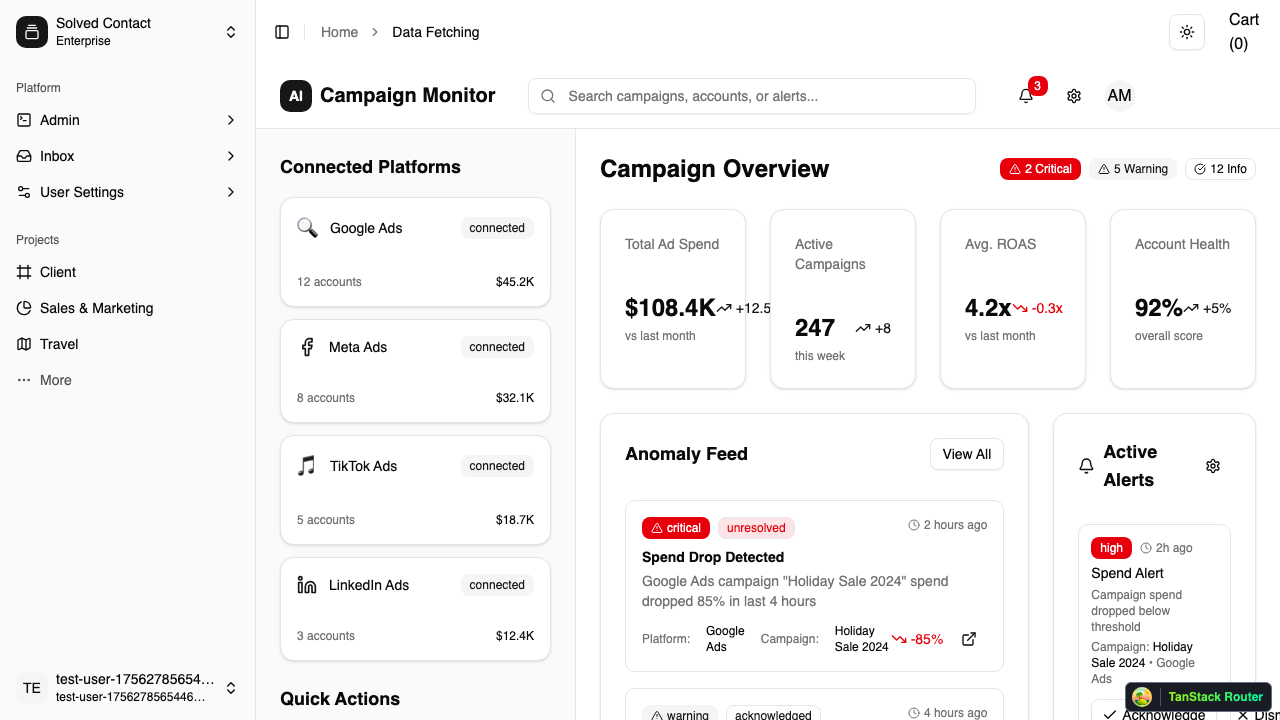 Solved Contact
Enterprise
Platform
Admin
Inbox
User Settings
Projects
Client
Sales & Marketing
Travel
More
TE
test-user-17562785654...
test-user-1756278565446...
Home
Data Fetching
Cart
(0)
AI
Campaign Monitor
Search campaigns, accounts, or alerts...
3
AM
Connected Platforms
Google Ads
connected
12 accounts
$45.2K
Meta Ads
connected
8 accounts
$32.1K
TikTok Ads
connected
5 accounts
$18.7K
LinkedIn Ads
connected
3 accounts
$12.4K
Quick Actions
Campaign Overview
2 Critical
5 Warning
12 Info
Total Ad Spend
$108.4K
+12.5
vs last month
Active
Campaigns
247
+8
this week
Avg. ROAS
4.2x
-0.3x
vs last month
Account Health
92%
+5%
overall score
Anomaly Feed
View All
critical
unresolved
2 hours ago
Spend Drop Detected
Google Ads campaign "Holiday Sale 2024" spend
dropped 85% in last 4 hours
Platform:
Google
Ads
Campaign:
Holiday
Sale 2024
-85%
warning
acknowledged
4 hours ago
Active
Alerts
high
2h ago
Spend Alert
Campaign spend
dropped below
threshold
Campaign: Holiday
Sale 2024 • Google
Ads
Acknowledge
TanStack Router